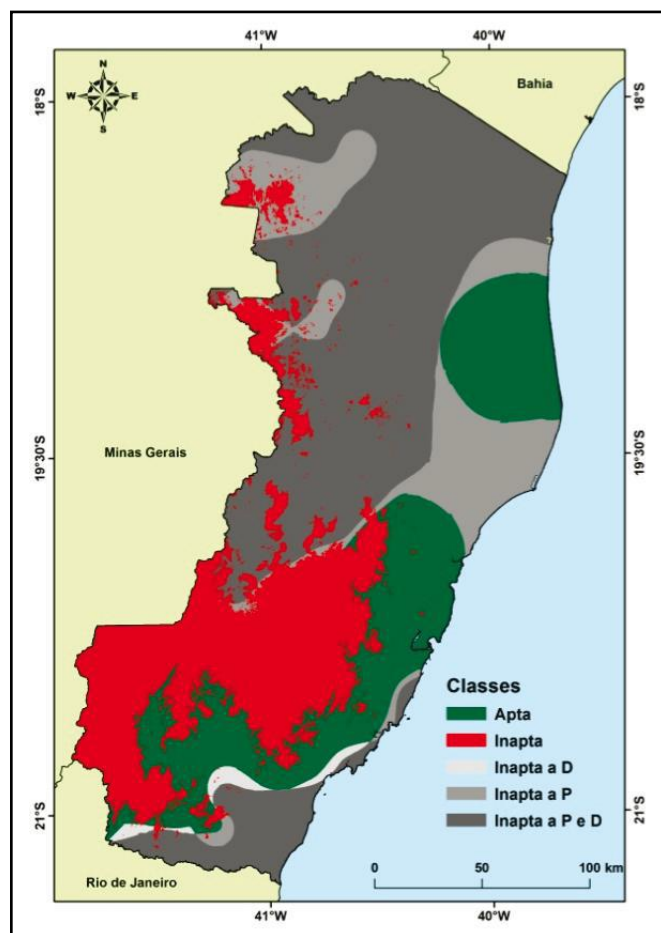 41°W 40°W
N
W E
S
18°S 18°S
Bahia
Minas Gerais
19°30'S 19°30'S
Classes
Apta
Inapta
Inapta a D
Inapta a P
Inapta a P e D
21°S 21°S
Rio de Janeiro
0 50 100 km
41°W 40°W